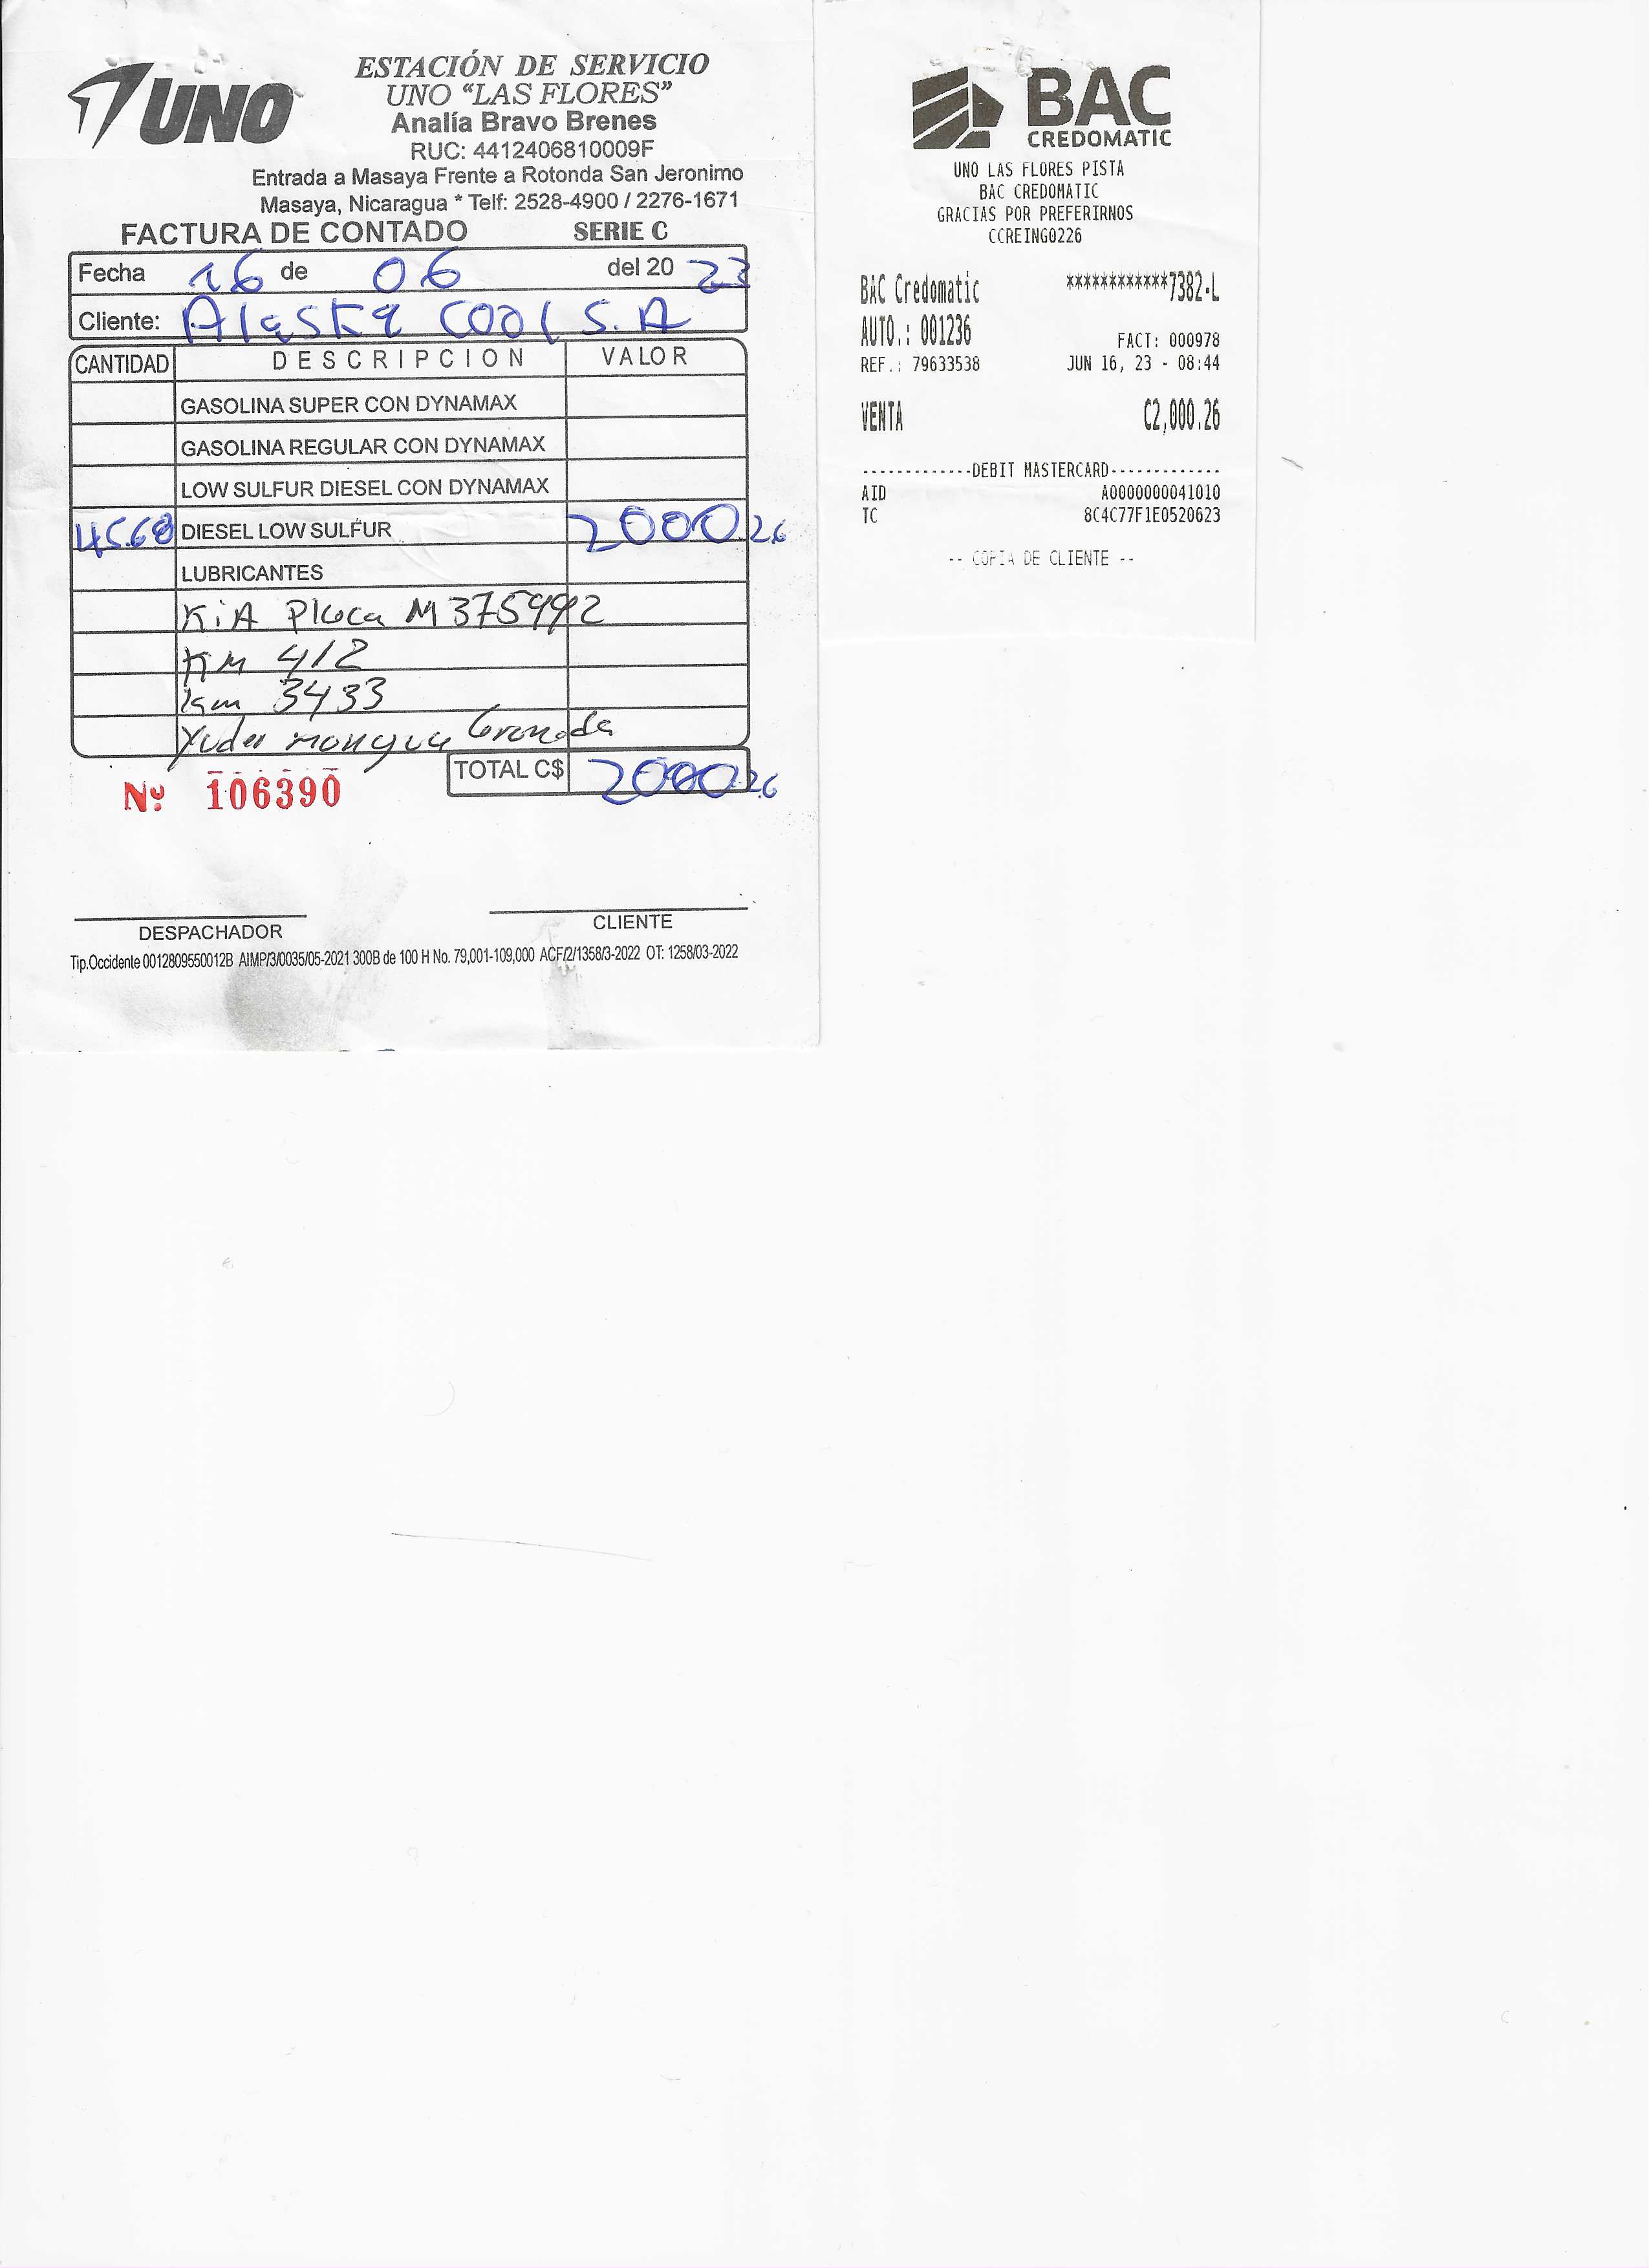 UNO
ESTACIÓN DE SERVICIO
UNO “LAS FLORES”
Analía Bravo Brenes
RUC: 4412406810009F
Entrada a Masaya Frente a Rotonda San Jeronimo
Masaya, Nicaragua * Telf: 2528-4900 / 2276-1671
FACTURA DE CONTADO SERIE C
Fecha 16 de 06 del 20 23
Cliente: Alaska Cool S.A
CANTIDAD DESCRIPCION VALOR
GASOLINA SUPER CON DYNAMAX
GASOLINA REGULAR CON DYNAMAX
LOW SULFUR DIESEL CON DYNAMAX
45.68 DIESEL LOW SULFUR 2000.26
LUBRICANTES
KiA Placa M375992
KM 412
km 3433
Granada
TOTAL C$ 2000.26
Nº 106390
DESPACHADOR
CLIENTE
Tip.Occidente 0012809550012B AIMP/3/0035/05-2021 300B de 100 H No. 79,001-109,000 ACF/2/1358/3-2022 OT: 1258/03-2022
BAC
CREDOMATIC
UNO LAS FLORES PISTA
BAC CREDOMATIC
GRACIAS POR PREFERIRNOS
CCREING0226
BAC Credomatic ************7382-L
AUTO.: 001236 FACT: 000978
REF.: 79633538 JUN 16, 23 - 08:44
VENTA C2,000.26
-------------DEBIT MASTERCARD-------------
AID A0000000041010
TC 8C4C77F1E0520623
-- COPIA DE CLIENTE --